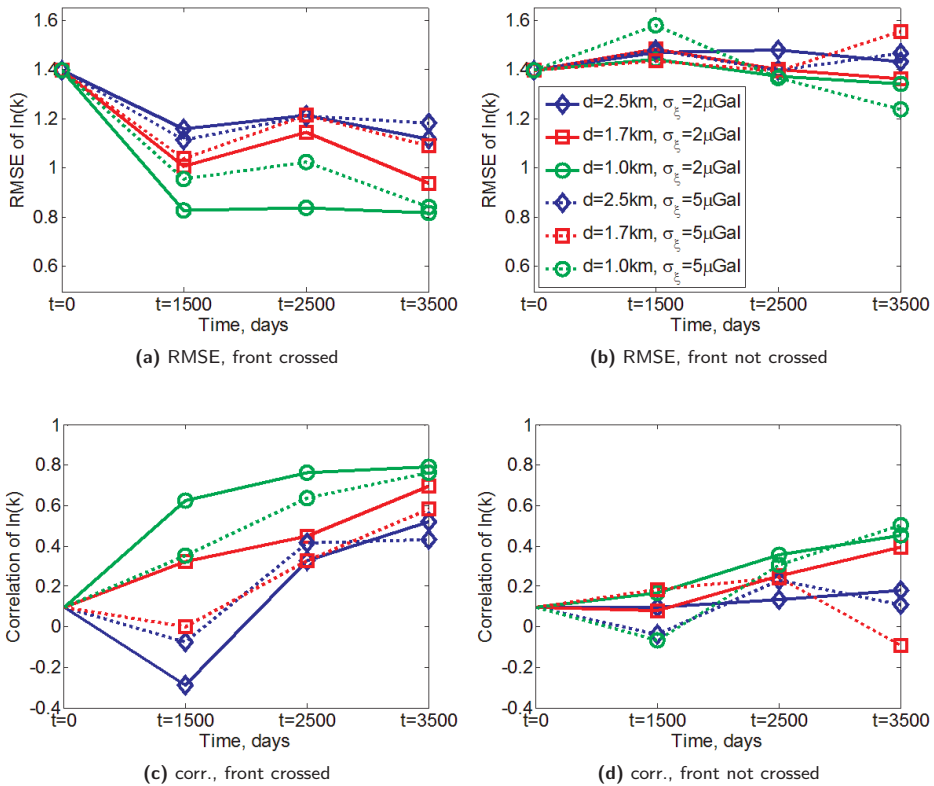 1.6
1.4
1.2
1
0.8
0.6
RMSE of ln(k)
t=0
t=1500
t=2500
t=3500
Time, days
(a) RMSE, front crossed
1.6
1.4
1.2
1
0.8
0.6
RMSE of ln(k)
d=2.5km, σξ=2μGal
d=1.7km, σξ=2μGal
d=1.0km, σξ=2μGal
d=2.5km, σξ=5μGal
d=1.7km, σξ=5μGal
d=1.0km, σξ=5μGal
t=0
t=1500
t=2500
t=3500
Time, days
(b) RMSE, front not crossed
1
0.8
0.6
0.4
0.2
0
-0.2
-0.4
Correlation of ln(k)
t=0
t=1500
t=2500
t=3500
Time, days
(c) corr., front crossed
1
0.8
0.6
0.4
0.2
0
-0.2
-0.4
Correlation of ln(k)
t=0
t=1500
t=2500
t=3500
Time, days
(d) corr., front not crossed